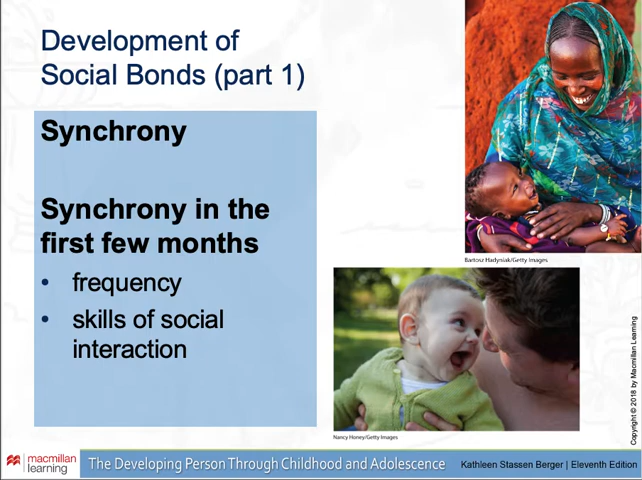 Development of
Social Bonds (part 1)
Synchrony
Synchrony in the
first few months
• frequency
• skills of social
interaction
Bartosz Hadyniak/Getty Images
Nancy Honey/Getty Images
Copyright © 2018 by Macmillan Learning
macmillan
learning
The Developing Person Through Childhood and Adolescence
Kathleen Stassen Berger | Eleventh Edition